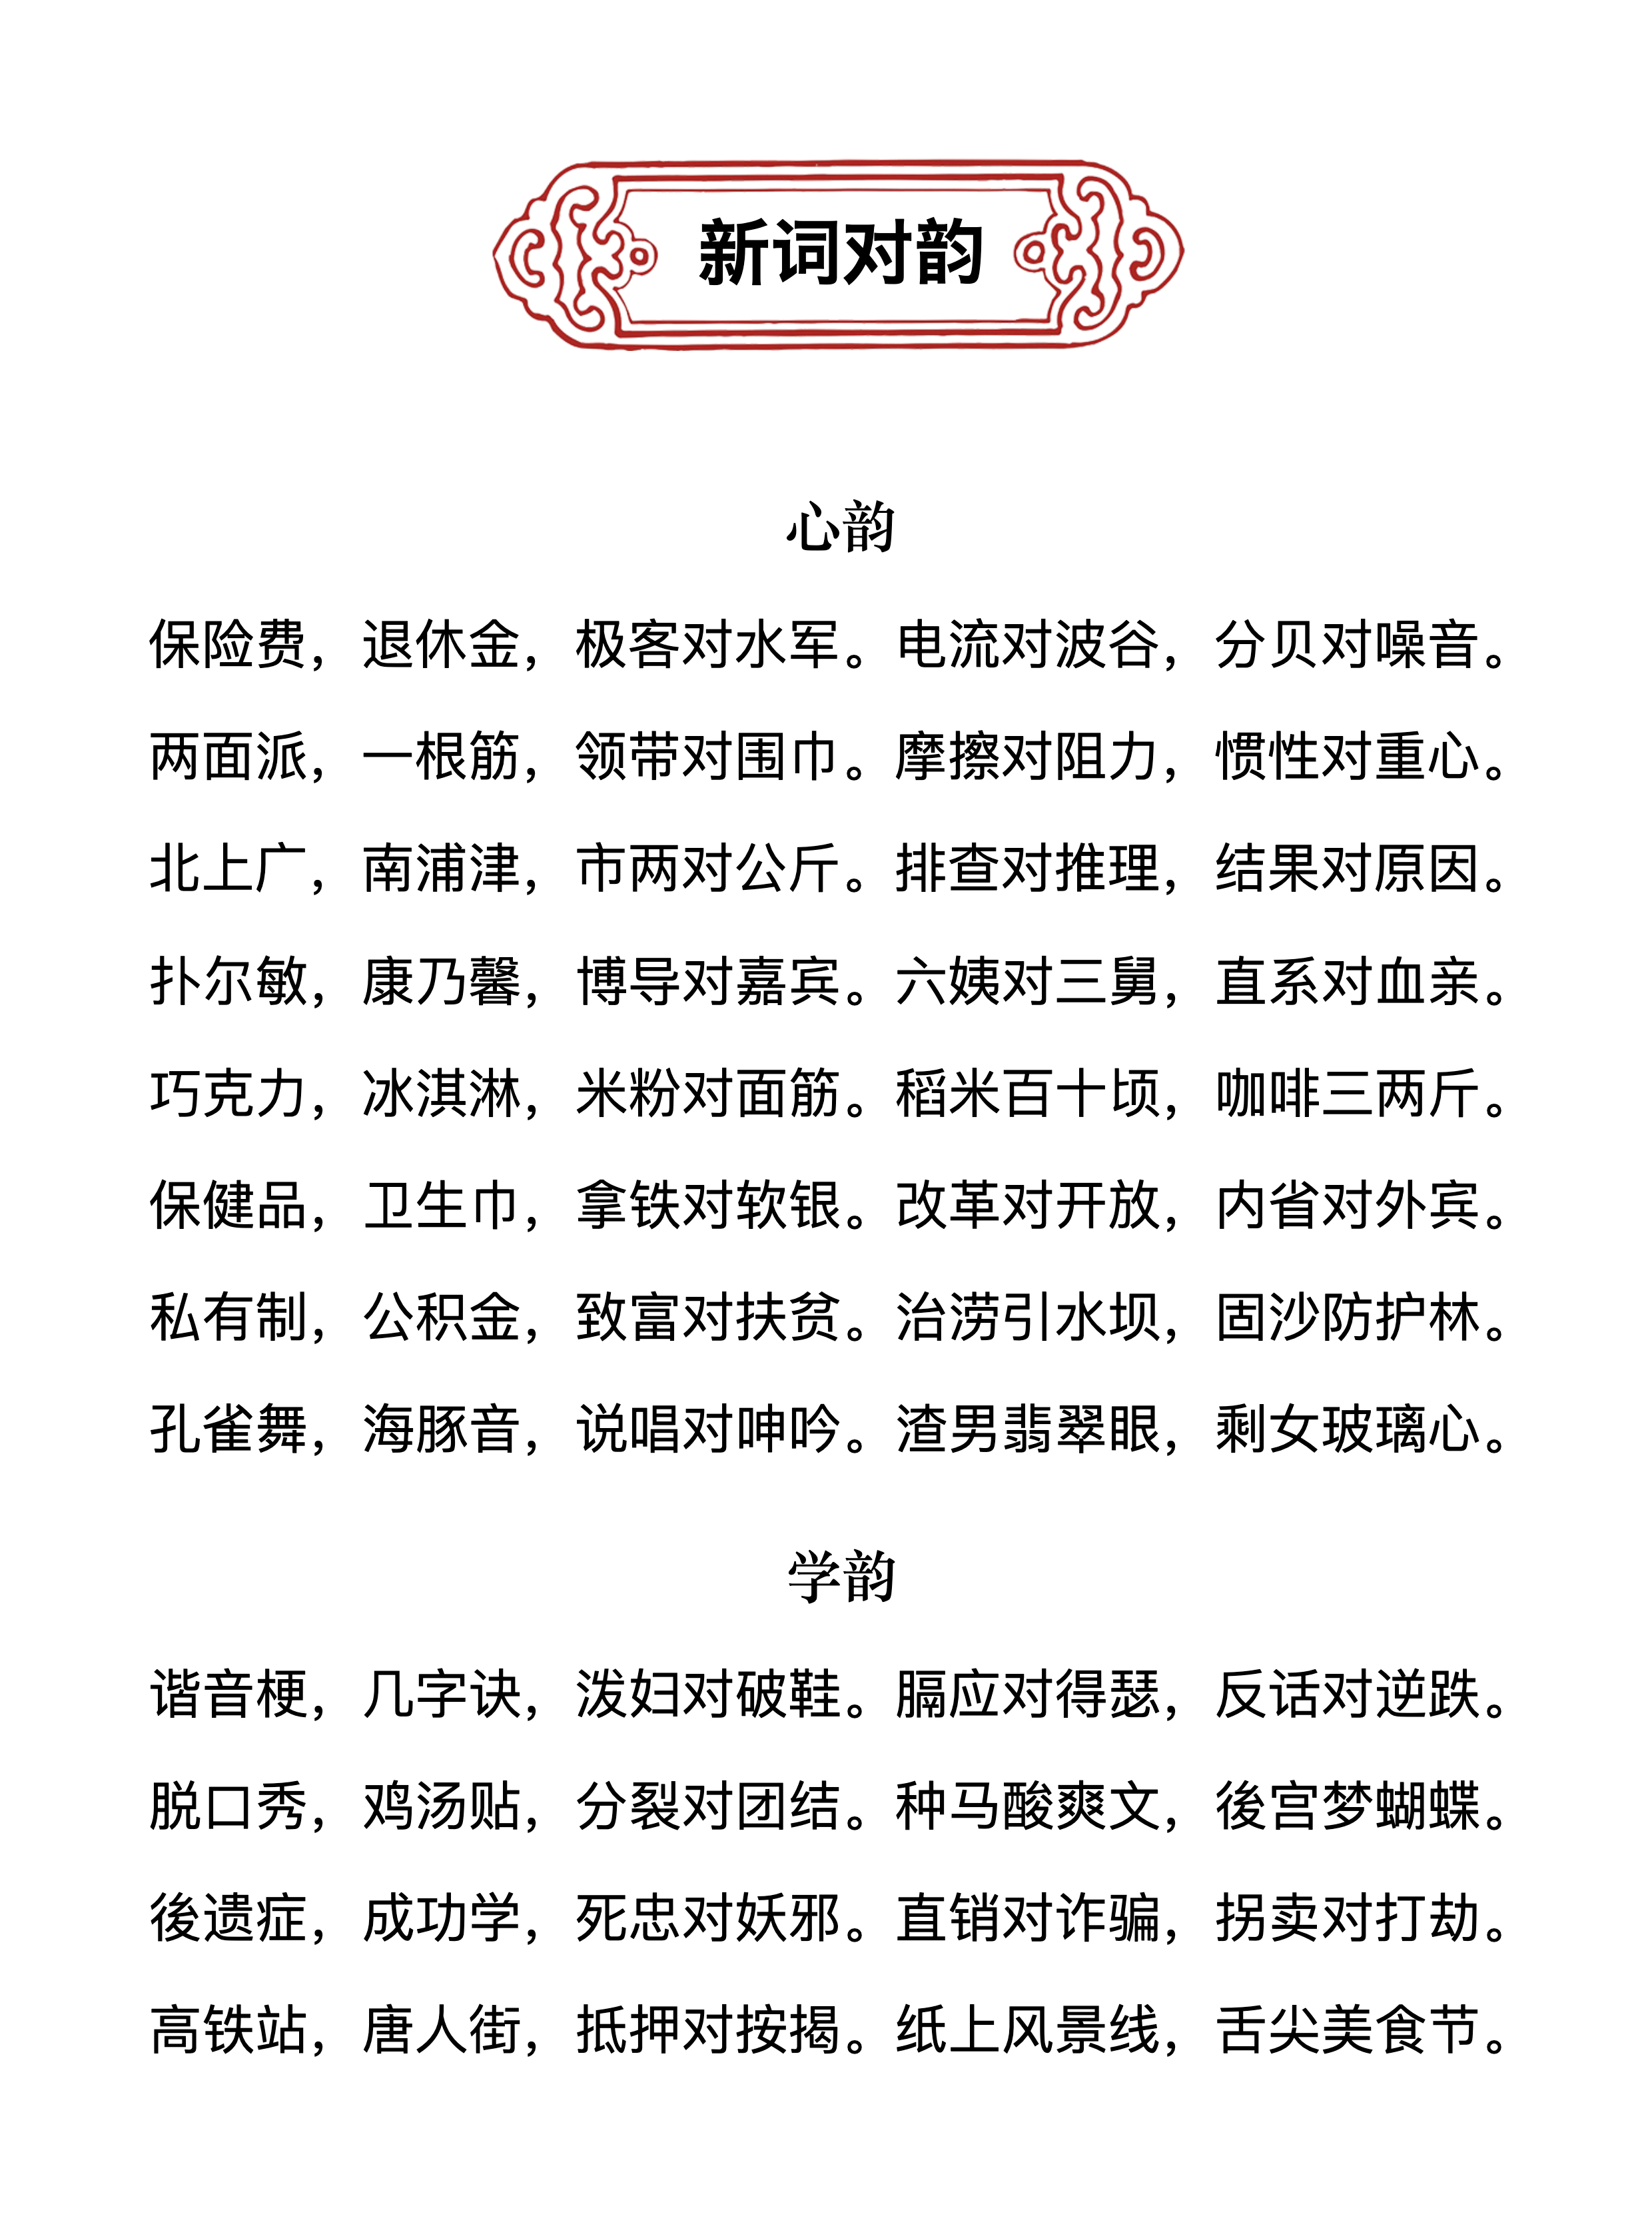 新词对韵
心韵
保险费，退休金，极客对水军。电流对波谷，分贝对噪音。
两面派，一根筋，领带对围巾。摩擦对阻力，惯性对重心。
北上广，南浦津，市两对公斤。排查对推理，结果对原因。
扑尔敏，康乃馨，博导对嘉宾。六姨对三舅，直系对血亲。
巧克力，冰淇淋，米粉对面筋。稻米百十顷，咖啡三两斤。
保健品，卫生巾，拿铁对软银。改革对开放，内省对外宾。
私有制，公积金，致富对扶贫。治涝引水坝，固沙防护林。
孔雀舞，海豚音，说唱对呻吟。渣男翡翠眼，剩女玻璃心。
学韵
谐音梗，几字诀，泼妇对破鞋。膈应对得瑟，反话对逆跌。
脱口秀，鸡汤贴，分裂对团结。种马酸爽文，後宫梦蝴蝶。
後遗症，成功学，死忠对妖邪。直销对诈骗，拐卖对打劫。
高铁站，唐人街，抵押对按揭。纸上风景线，舌尖美食节。